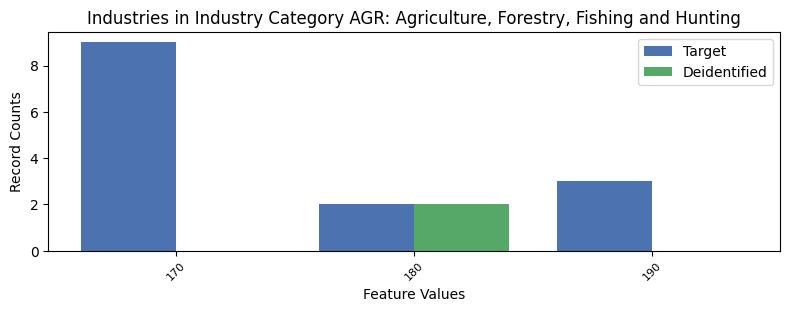 Industries in Industry Category AGR: Agriculture, Forestry, Fishing and Hunting
Target
Deidentified
Record Counts
8
6
4
2
0
170
180
190
Feature Values